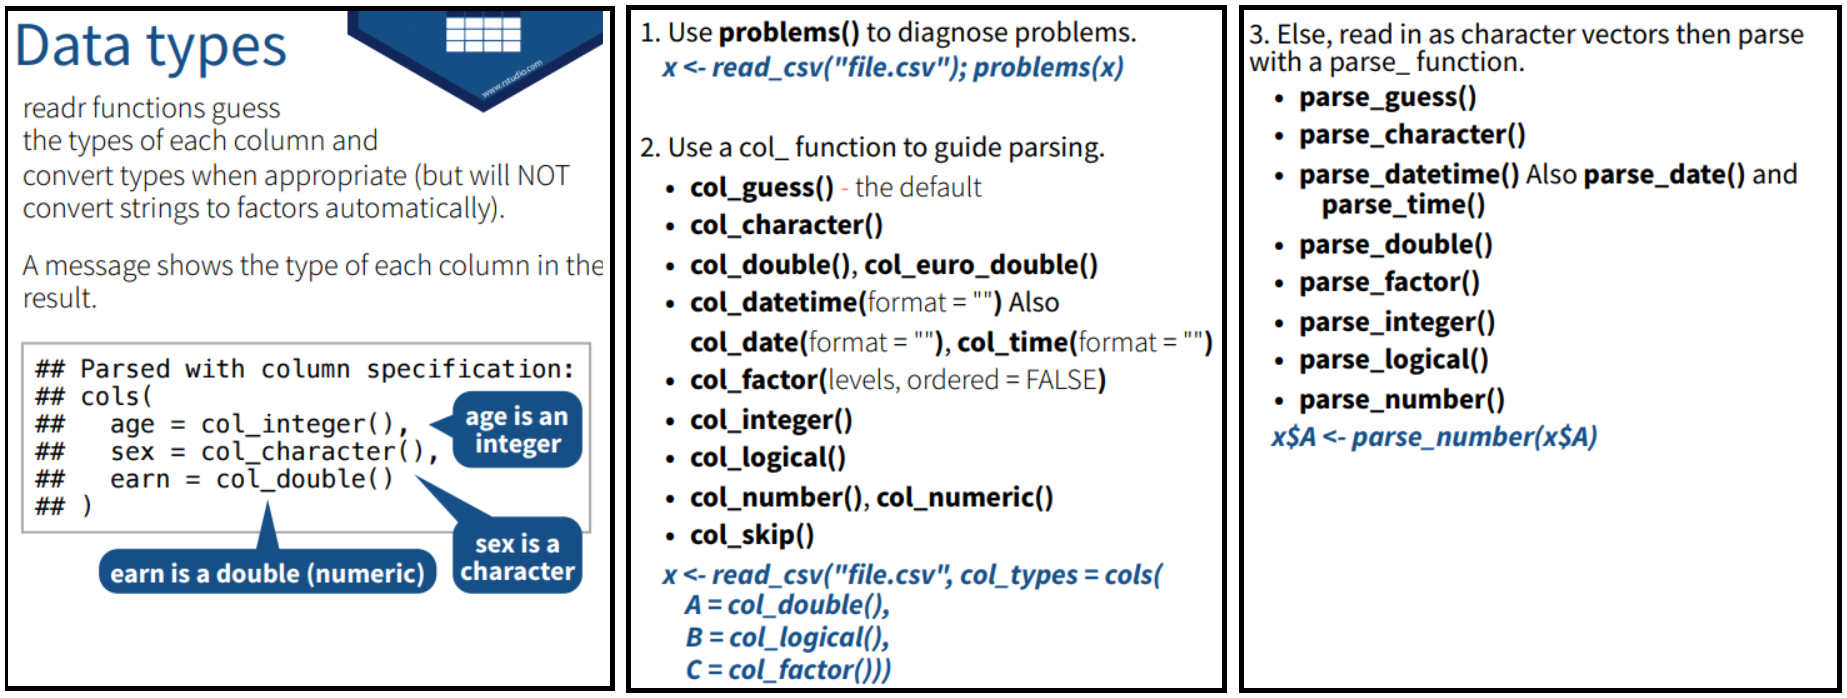 Data types
www.rstudio.com
readr functions guess
the types of each column and
convert types when appropriate (but will NOT
convert strings to factors automatically).
A message shows the type of each column in the
result.
## Parsed with column specification:
## cols(
##   age = col_integer(),
##   sex = col_character(),
##   earn = col_double()
## )
age is an
integer
sex is a
character
earn is a double (numeric)
1. Use problems() to diagnose problems.
x <- read_csv("file.csv"); problems(x)
2. Use a col_ function to guide parsing.
• col_guess() - the default
• col_character()
• col_double(), col_euro_double()
• col_datetime(format = "") Also
col_date(format = ""), col_time(format = "")
• col_factor(levels, ordered = FALSE)
• col_integer()
• col_logical()
• col_number(), col_numeric()
• col_skip()
x <- read_csv("file.csv", col_types = cols(
A = col_double(),
B = col_logical(),
C = col_factor()))
3. Else, read in as character vectors then parse
with a parse_ function.
• parse_guess()
• parse_character()
• parse_datetime() Also parse_date() and
parse_time()
• parse_double()
• parse_factor()
• parse_integer()
• parse_logical()
• parse_number()
x$A <- parse_number(x$A)